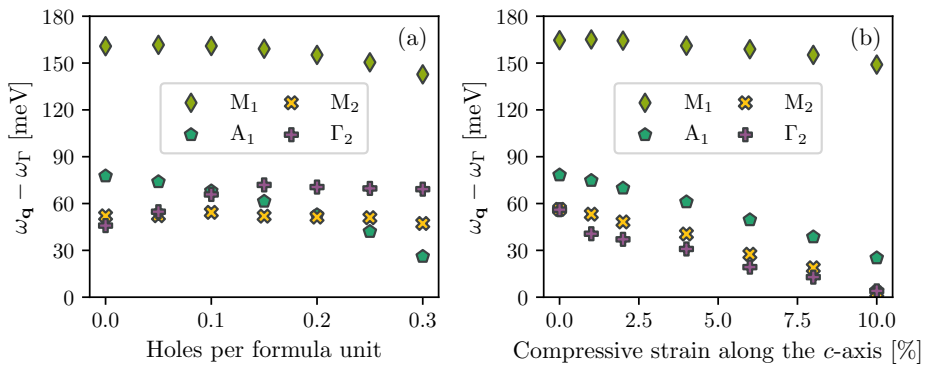 180
150
120
90
60
30
0
ω_q − ω_Γ [meV]
(a)
M₁ M₂
A₁ Γ₂
0.0 0.1 0.2 0.3
Holes per formula unit
180
150
120
90
60
30
0
ω_q − ω_Γ [meV]
(b)
M₁ M₂
A₁ Γ₂
0.0 2.5 5.0 7.5 10.0
Compressive strain along the c-axis [%]